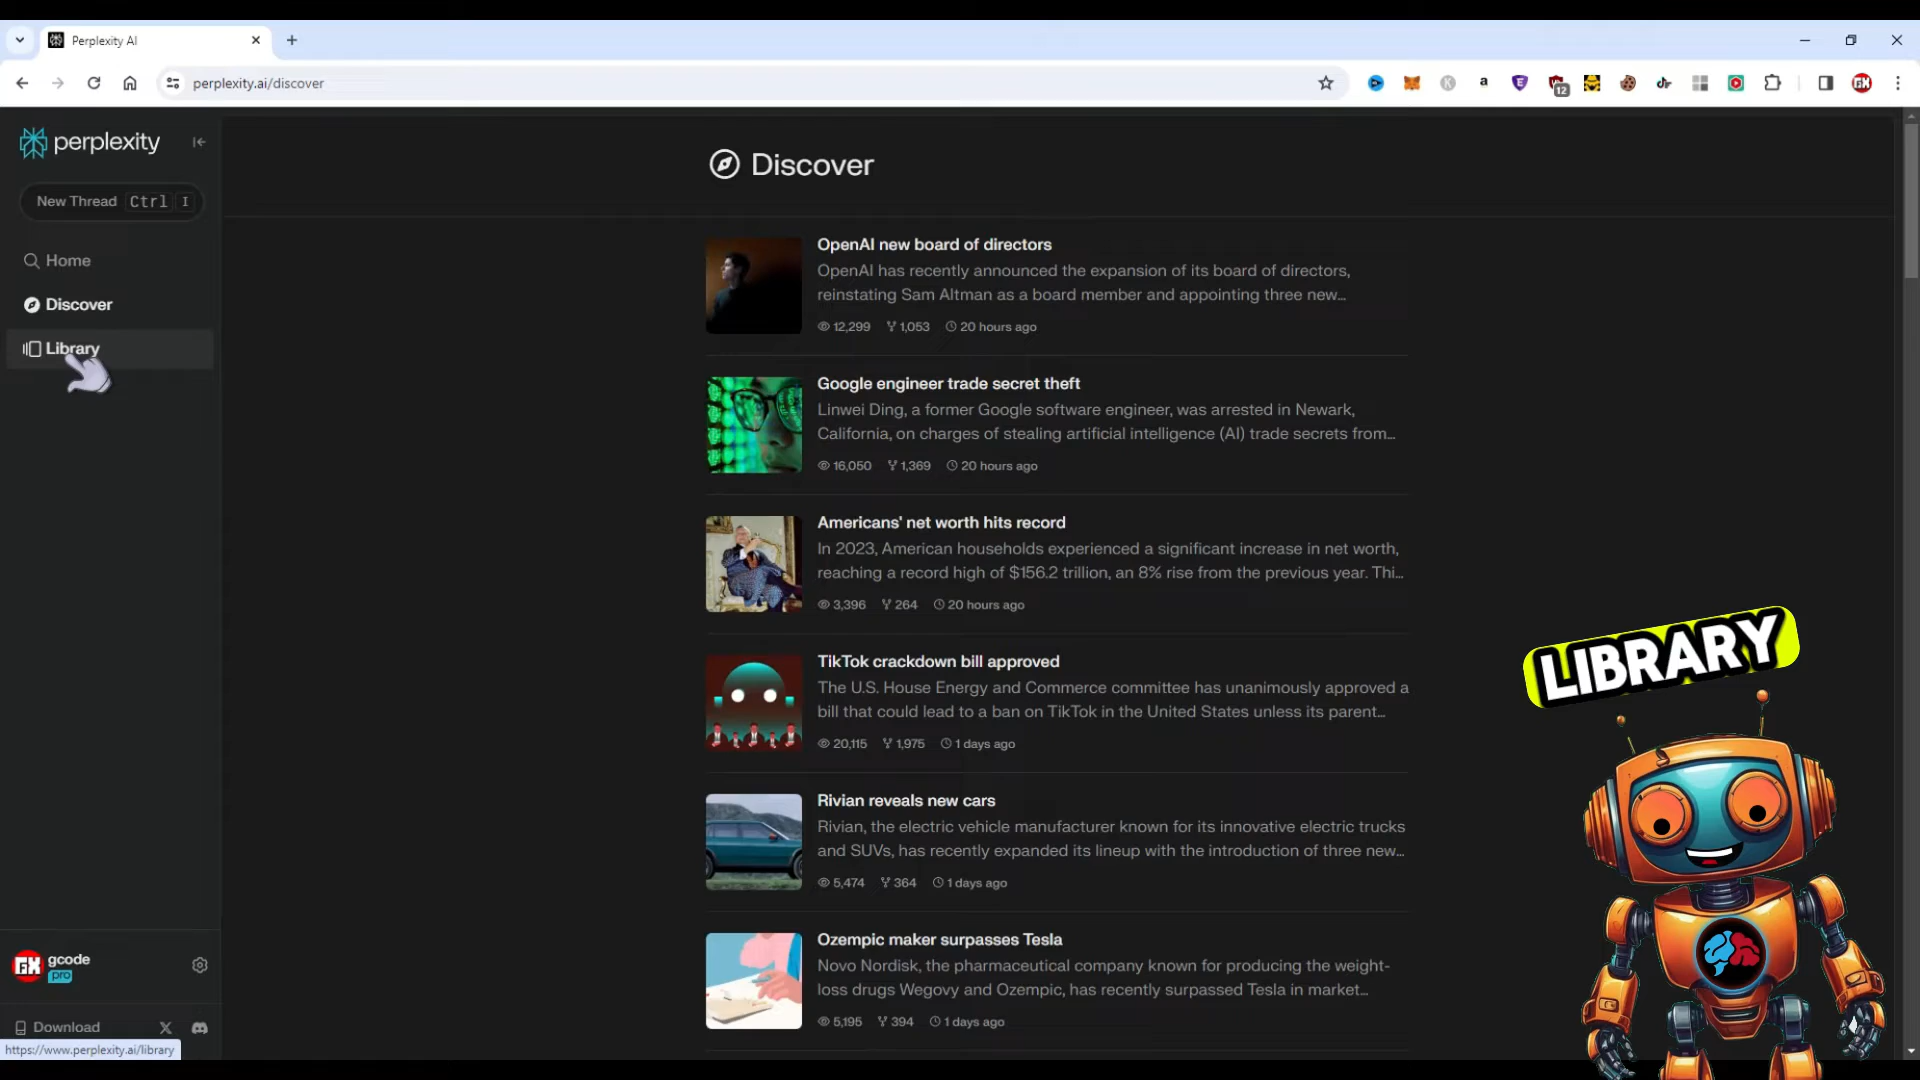 Perplexity AI
perplexity.ai/discover
12
perplexity
New Thread Ctrl I
Home
Discover
Library
Discover
OpenAI new board of directors
OpenAI has recently announced the expansion of its board of directors,
reinstating Sam Altman as a board member and appointing three new...
12,299 1,053 20 hours ago
Google engineer trade secret theft
Linwei Ding, a former Google software engineer, was arrested in Newark,
California, on charges of stealing artificial intelligence (AI) trade secrets from...
16,050 1,369 20 hours ago
Americans' net worth hits record
In 2023, American households experienced a significant increase in net worth,
reaching a record high of $156.2 trillion, an 8% rise from the previous year. Thi...
3,396 264 20 hours ago
TikTok crackdown bill approved
The U.S. House Energy and Commerce committee has unanimously approved a
bill that could lead to a ban on TikTok in the United States unless its parent...
20,115 1,975 1 days ago
Rivian reveals new cars
Rivian, the electric vehicle manufacturer known for its innovative electric trucks
and SUVs, has recently expanded its lineup with the introduction of three new...
5,474 364 1 days ago
Ozempic maker surpasses Tesla
Novo Nordisk, the pharmaceutical company known for producing the weight-
loss drugs Wegovy and Ozempic, has recently surpassed Tesla in market...
5,195 394 1 days ago
LIBRARY
gcode
pro
Download
https://www.perplexity.ai/library